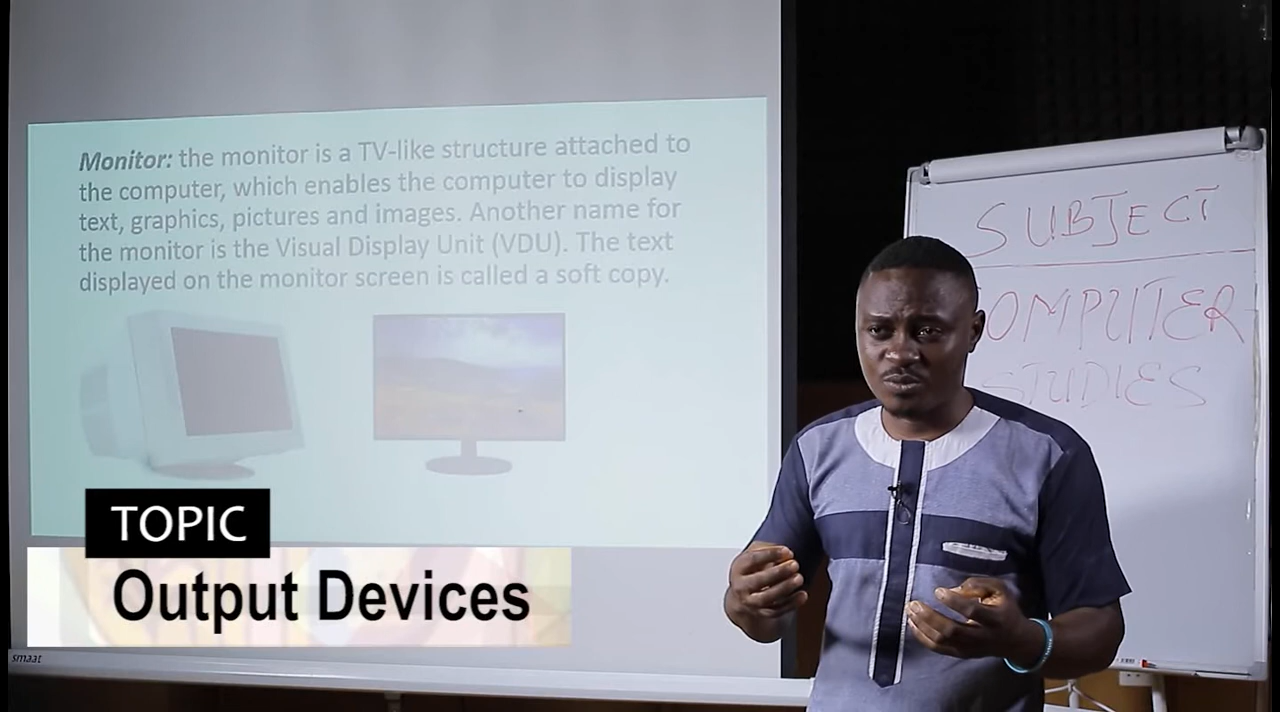 Monitor: the monitor is a TV-like structure attached to
the computer, which enables the computer to display
text, graphics, pictures and images. Another name for
the monitor is the Visual Display Unit (VDU). The text
displayed on the monitor screen is called a soft copy.
TOPIC
Output Devices
smaat
SUBJECT
COMPUTER
STUDIES